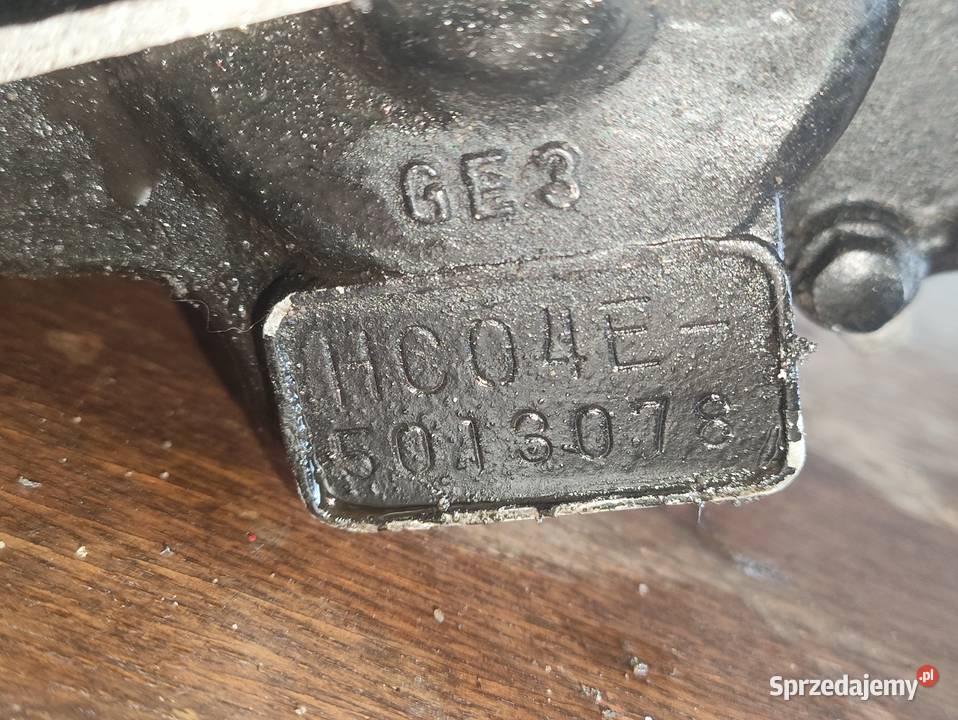 GE3
HC04E-
5013078
Sprzedajemy.pl